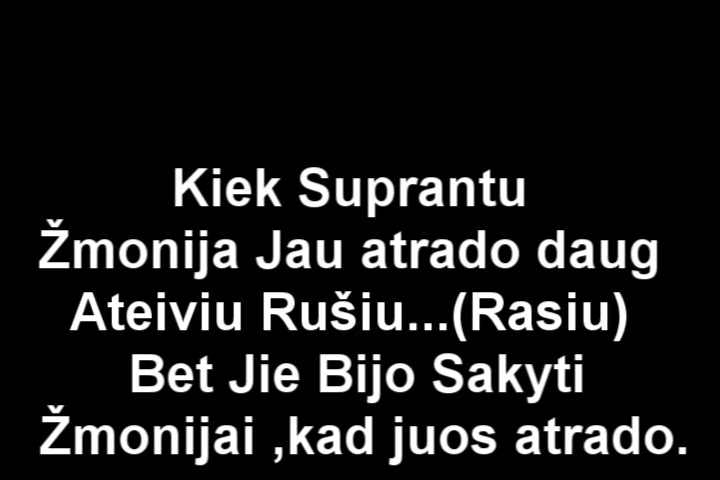 Kiek Suprantu
Žmonija Jau atrado daug
Ateiviu Rušiu...(Rasiu)
Bet Jie Bijo Sakyti
Žmonijai ,kad juos atrado.